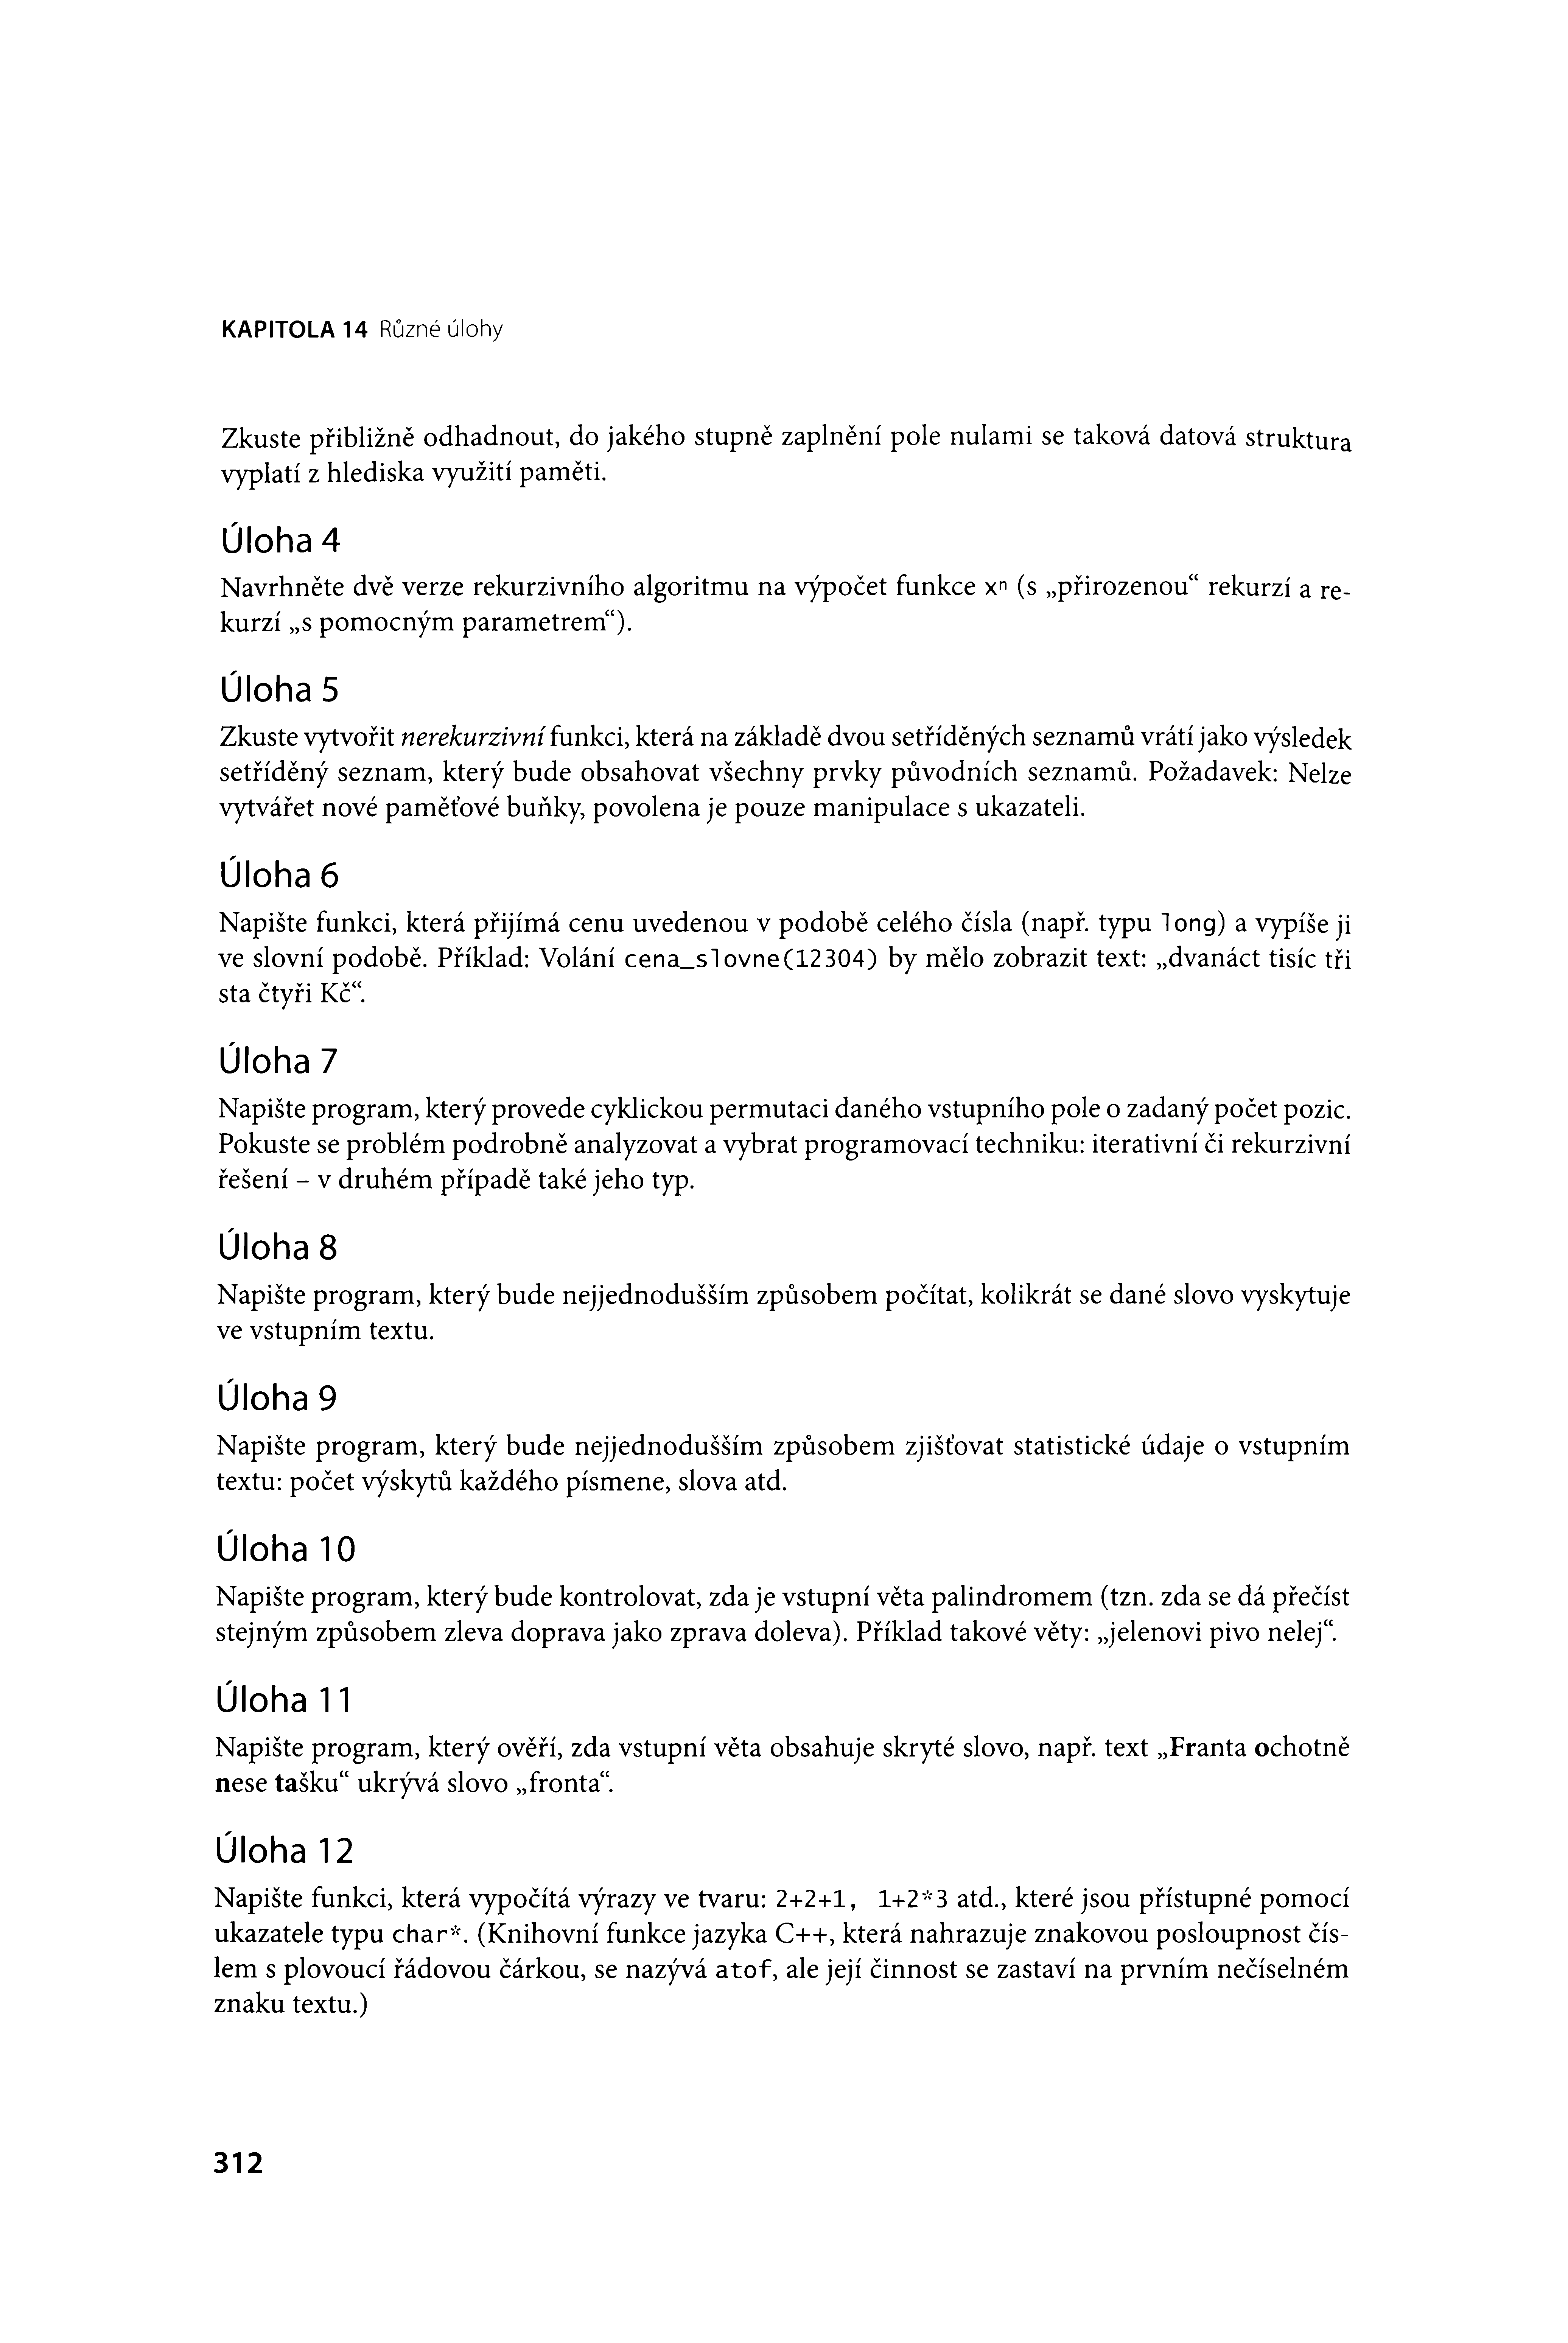 KAPITOLA 14 Různé úlohy
Zkuste přibližně odhadnout, do jakého stupně zaplnění pole nulami se taková datová struktura
vyplatí z hlediska využití paměti.
Úloha 4
Navrhněte dvě verze rekurzivního algoritmu na výpočet funkce xⁿ (s „přirozenou“ rekurzí a re-
kurzí „s pomocným parametrem“).
Úloha 5
Zkuste vytvořit nerekurzivní funkci, která na základě dvou setříděných seznamů vrátí jako výsledek
setříděný seznam, který bude obsahovat všechny prvky původních seznamů. Požadavek: Nelze
vytvářet nové paměťové buňky, povolena je pouze manipulace s ukazateli.
Úloha 6
Napište funkci, která přijímá cenu uvedenou v podobě celého čísla (např. typu long) a vypíše ji
ve slovní podobě. Příklad: Volání cena_slovne(12304) by mělo zobrazit text: „dvanáct tisíc tři
sta čtyři Kč“.
Úloha 7
Napište program, který provede cyklickou permutaci daného vstupního pole o zadaný počet pozic.
Pokuste se problém podrobně analyzovat a vybrat programovací techniku: iterativní či rekurzivní
řešení – v druhém případě také jeho typ.
Úloha 8
Napište program, který bude nejjednodušším způsobem počítat, kolikrát se dané slovo vyskytuje
ve vstupním textu.
Úloha 9
Napište program, který bude nejjednodušším způsobem zjišťovat statistické údaje o vstupním
textu: počet výskytů každého písmene, slova atd.
Úloha 10
Napište program, který bude kontrolovat, zda je vstupní věta palindromem (tzn. zda se dá přečíst
stejným způsobem zleva doprava jako zprava doleva). Příklad takové věty: „jelenovi pivo nelej“.
Úloha 11
Napište program, který ověří, zda vstupní věta obsahuje skryté slovo, např. text „Franta ochotně
nese tašku“ ukrývá slovo „fronta“.
Úloha 12
Napište funkci, která vypočítá výrazy ve tvaru: 2+2+1, 1+2*3 atd., které jsou přístupné pomocí
ukazatele typu char*. (Knihovní funkce jazyka C++, která nahrazuje znakovou posloupnost čís-
lem s plovoucí řádovou čárkou, se nazývá atof, ale její činnost se zastaví na prvním nečíselném
znaku textu.)
312